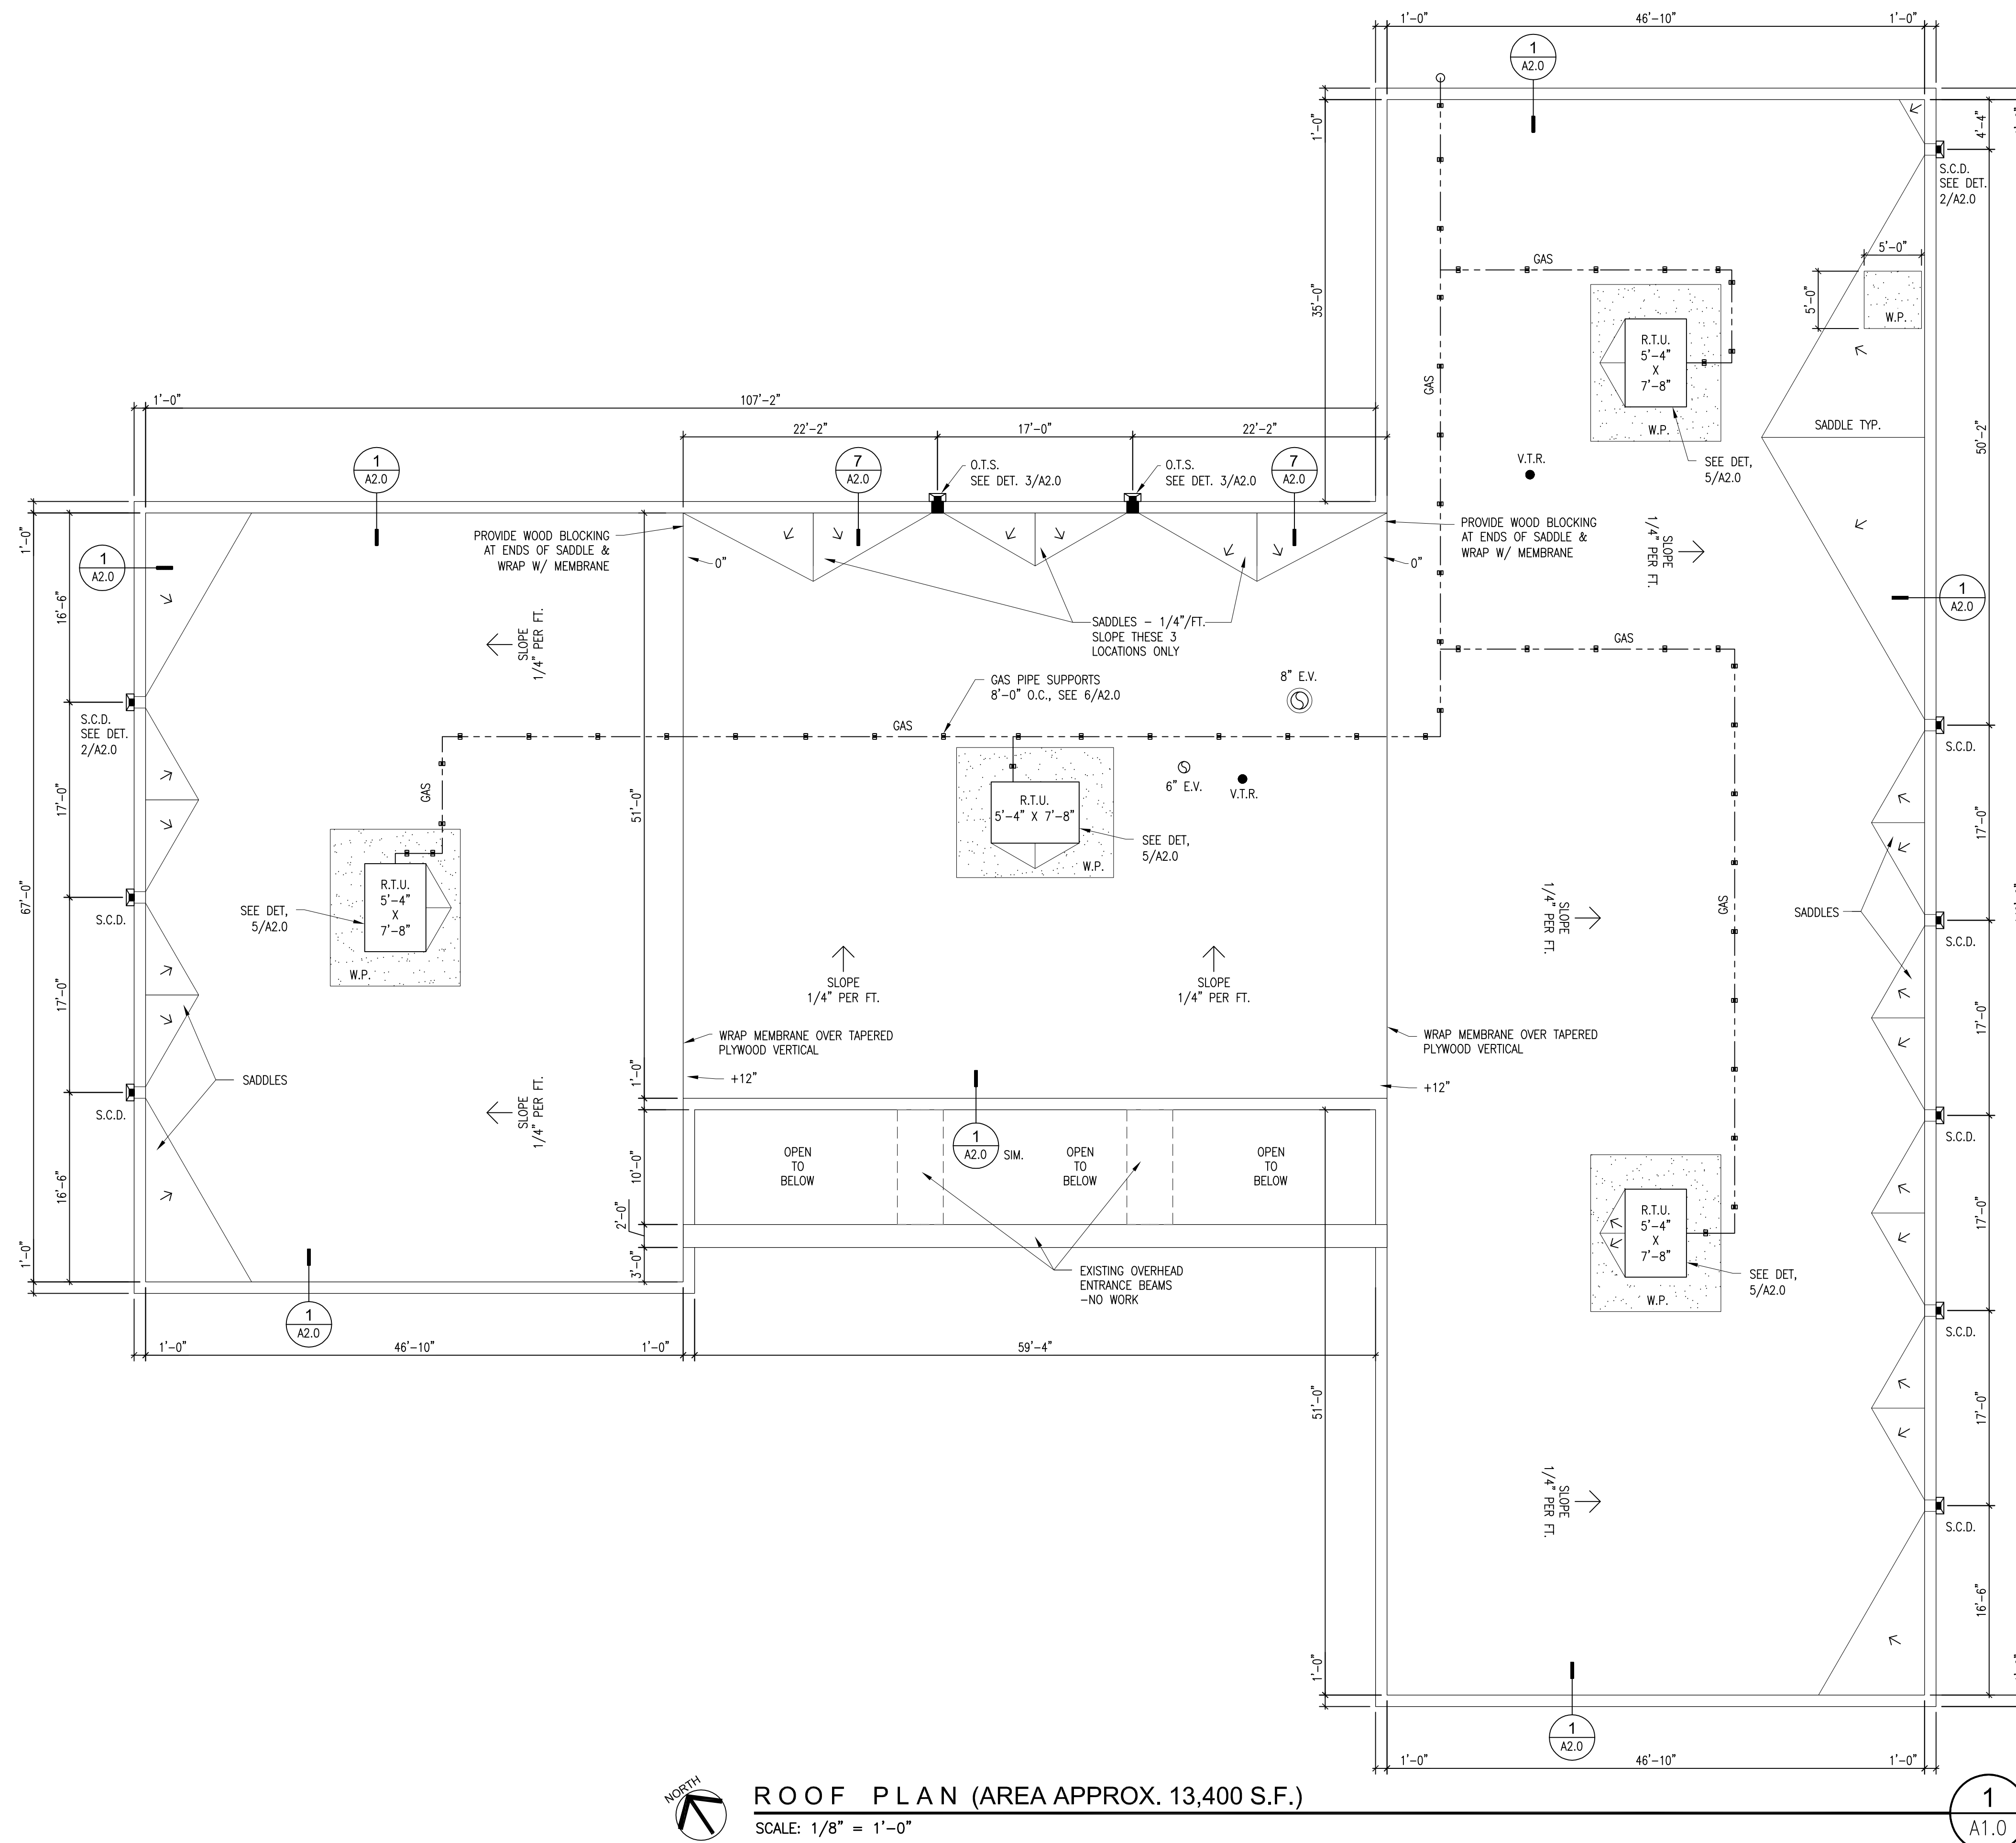 1'-0"
46'-10"
1'-0"
1
A2.0
1'-0"
4'-4"
S.C.D.
SEE DET.
2/A2.0
GAS
5'-0"
5'-0"
W.P.
35'-0"
R.T.U.
5'-4"
X
7'-8"
W.P.
GAS
1'-0"
107'-2"
SADDLE TYP.
50'-2"
22'-2"
17'-0"
22'-2"
1
A2.0
7
A2.0
O.T.S.
SEE DET. 3/A2.0
O.T.S.
SEE DET. 3/A2.0
7
A2.0
V.T.R.
SEE DET,
5/A2.0
1'-0"
PROVIDE WOOD BLOCKING
AT ENDS OF SADDLE &
WRAP W/ MEMBRANE
0"
PROVIDE WOOD BLOCKING
AT ENDS OF SADDLE &
WRAP W/ MEMBRANE
0"
SLOPE
1/4" PER FT.
1
A2.0
1
A2.0
16'-6"
SLOPE
1/4" PER FT.
SADDLES - 1/4"/FT.
SLOPE THESE 3
LOCATIONS ONLY
GAS
GAS PIPE SUPPORTS
8'-0" O.C., SEE 6/A2.0
8" E.V.
S.C.D.
SEE DET.
2/A2.0
GAS
S.C.D.
GAS
17'-0"
51'-0"
6" E.V.
V.T.R.
R.T.U.
5'-4" X 7'-8"
W.P.
SEE DET,
5/A2.0
17'-0"
67'-0"
S.C.D.
SEE DET,
5/A2.0
R.T.U.
5'-4"
X
7'-8"
W.P.
SLOPE
1/4" PER FT.
GAS
SADDLES
S.C.D.
17'-0"
SLOPE
1/4" PER FT.
SLOPE
1/4" PER FT.
17'-0"
WRAP MEMBRANE OVER TAPERED
PLYWOOD VERTICAL
WRAP MEMBRANE OVER TAPERED
PLYWOOD VERTICAL
SADDLES
+12"
+12"
1'-0"
S.C.D.
SLOPE
1/4" PER FT.
S.C.D.
1
A2.0
SIM.
OPEN
TO
BELOW
OPEN
TO
BELOW
OPEN
TO
BELOW
10'-0"
16'-6"
2'-0"
3'-0"
1'-0"
R.T.U.
5'-4"
X
7'-8"
W.P.
SEE DET,
5/A2.0
17'-0"
EXISTING OVERHEAD
ENTRANCE BEAMS
-NO WORK
S.C.D.
1
A2.0
1'-0"
46'-10"
1'-0"
59'-4"
51'-0"
17'-0"
SLOPE
1/4" PER FT.
S.C.D.
16'-6"
1'-0"
1
A2.0
1'-0"
46'-10"
1'-0"
NORTH
ROOF PLAN (AREA APPROX. 13,400 S.F.)
SCALE: 1/8" = 1'-0"
1
A1.0